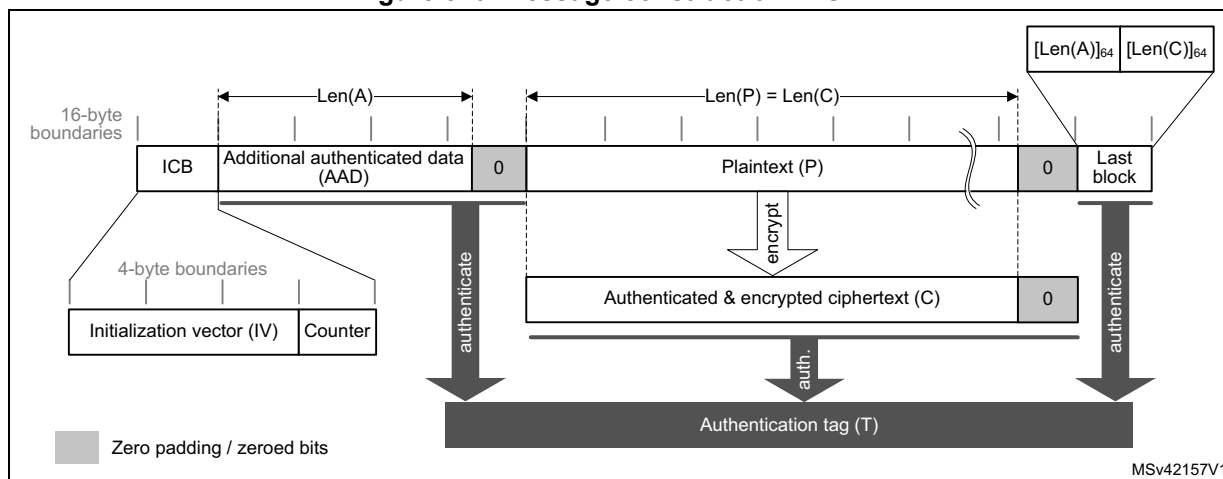 [Len(A)]64 [Len(C)]64
Len(A)
Len(P) = Len(C)
16-byte
boundaries
ICB
Additional authenticated data
(AAD)
0
Plaintext (P)
0
Last
block
encrypt
4-byte boundaries
authenticate
authenticate
Initialization vector (IV)
Counter
Authenticated & encrypted ciphertext (C)
0
auth.
Authentication tag (T)
Zero padding / zeroed bits
MSv42157V1